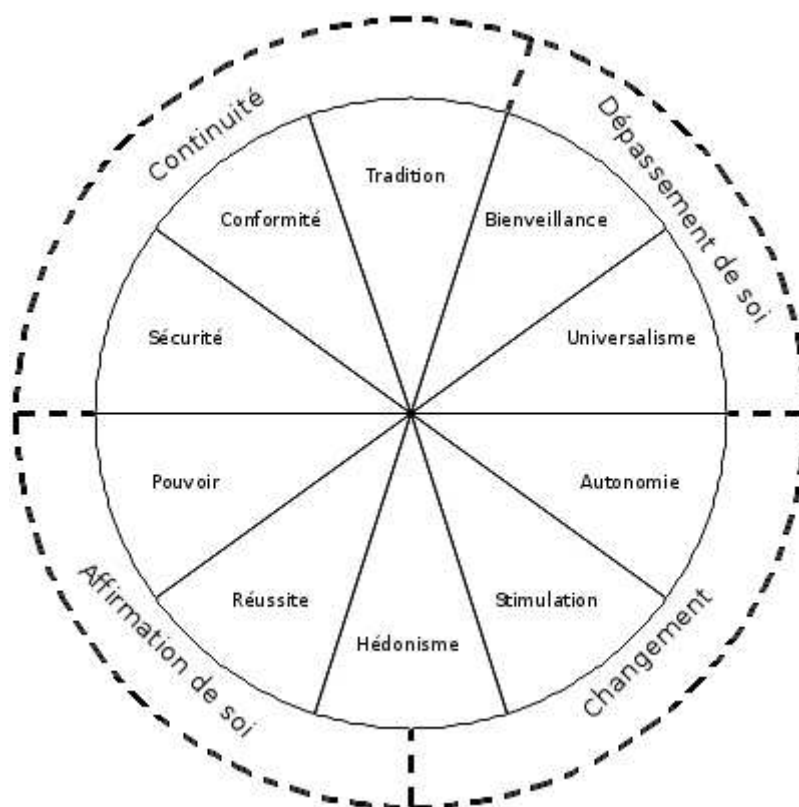 Continuité
Dépassement de soi
Tradition
Conformité
Bienveillance
Sécurité
Universalisme
Pouvoir
Autonomie
Réussite
Stimulation
Hédonisme
Affirmation de soi
Changement